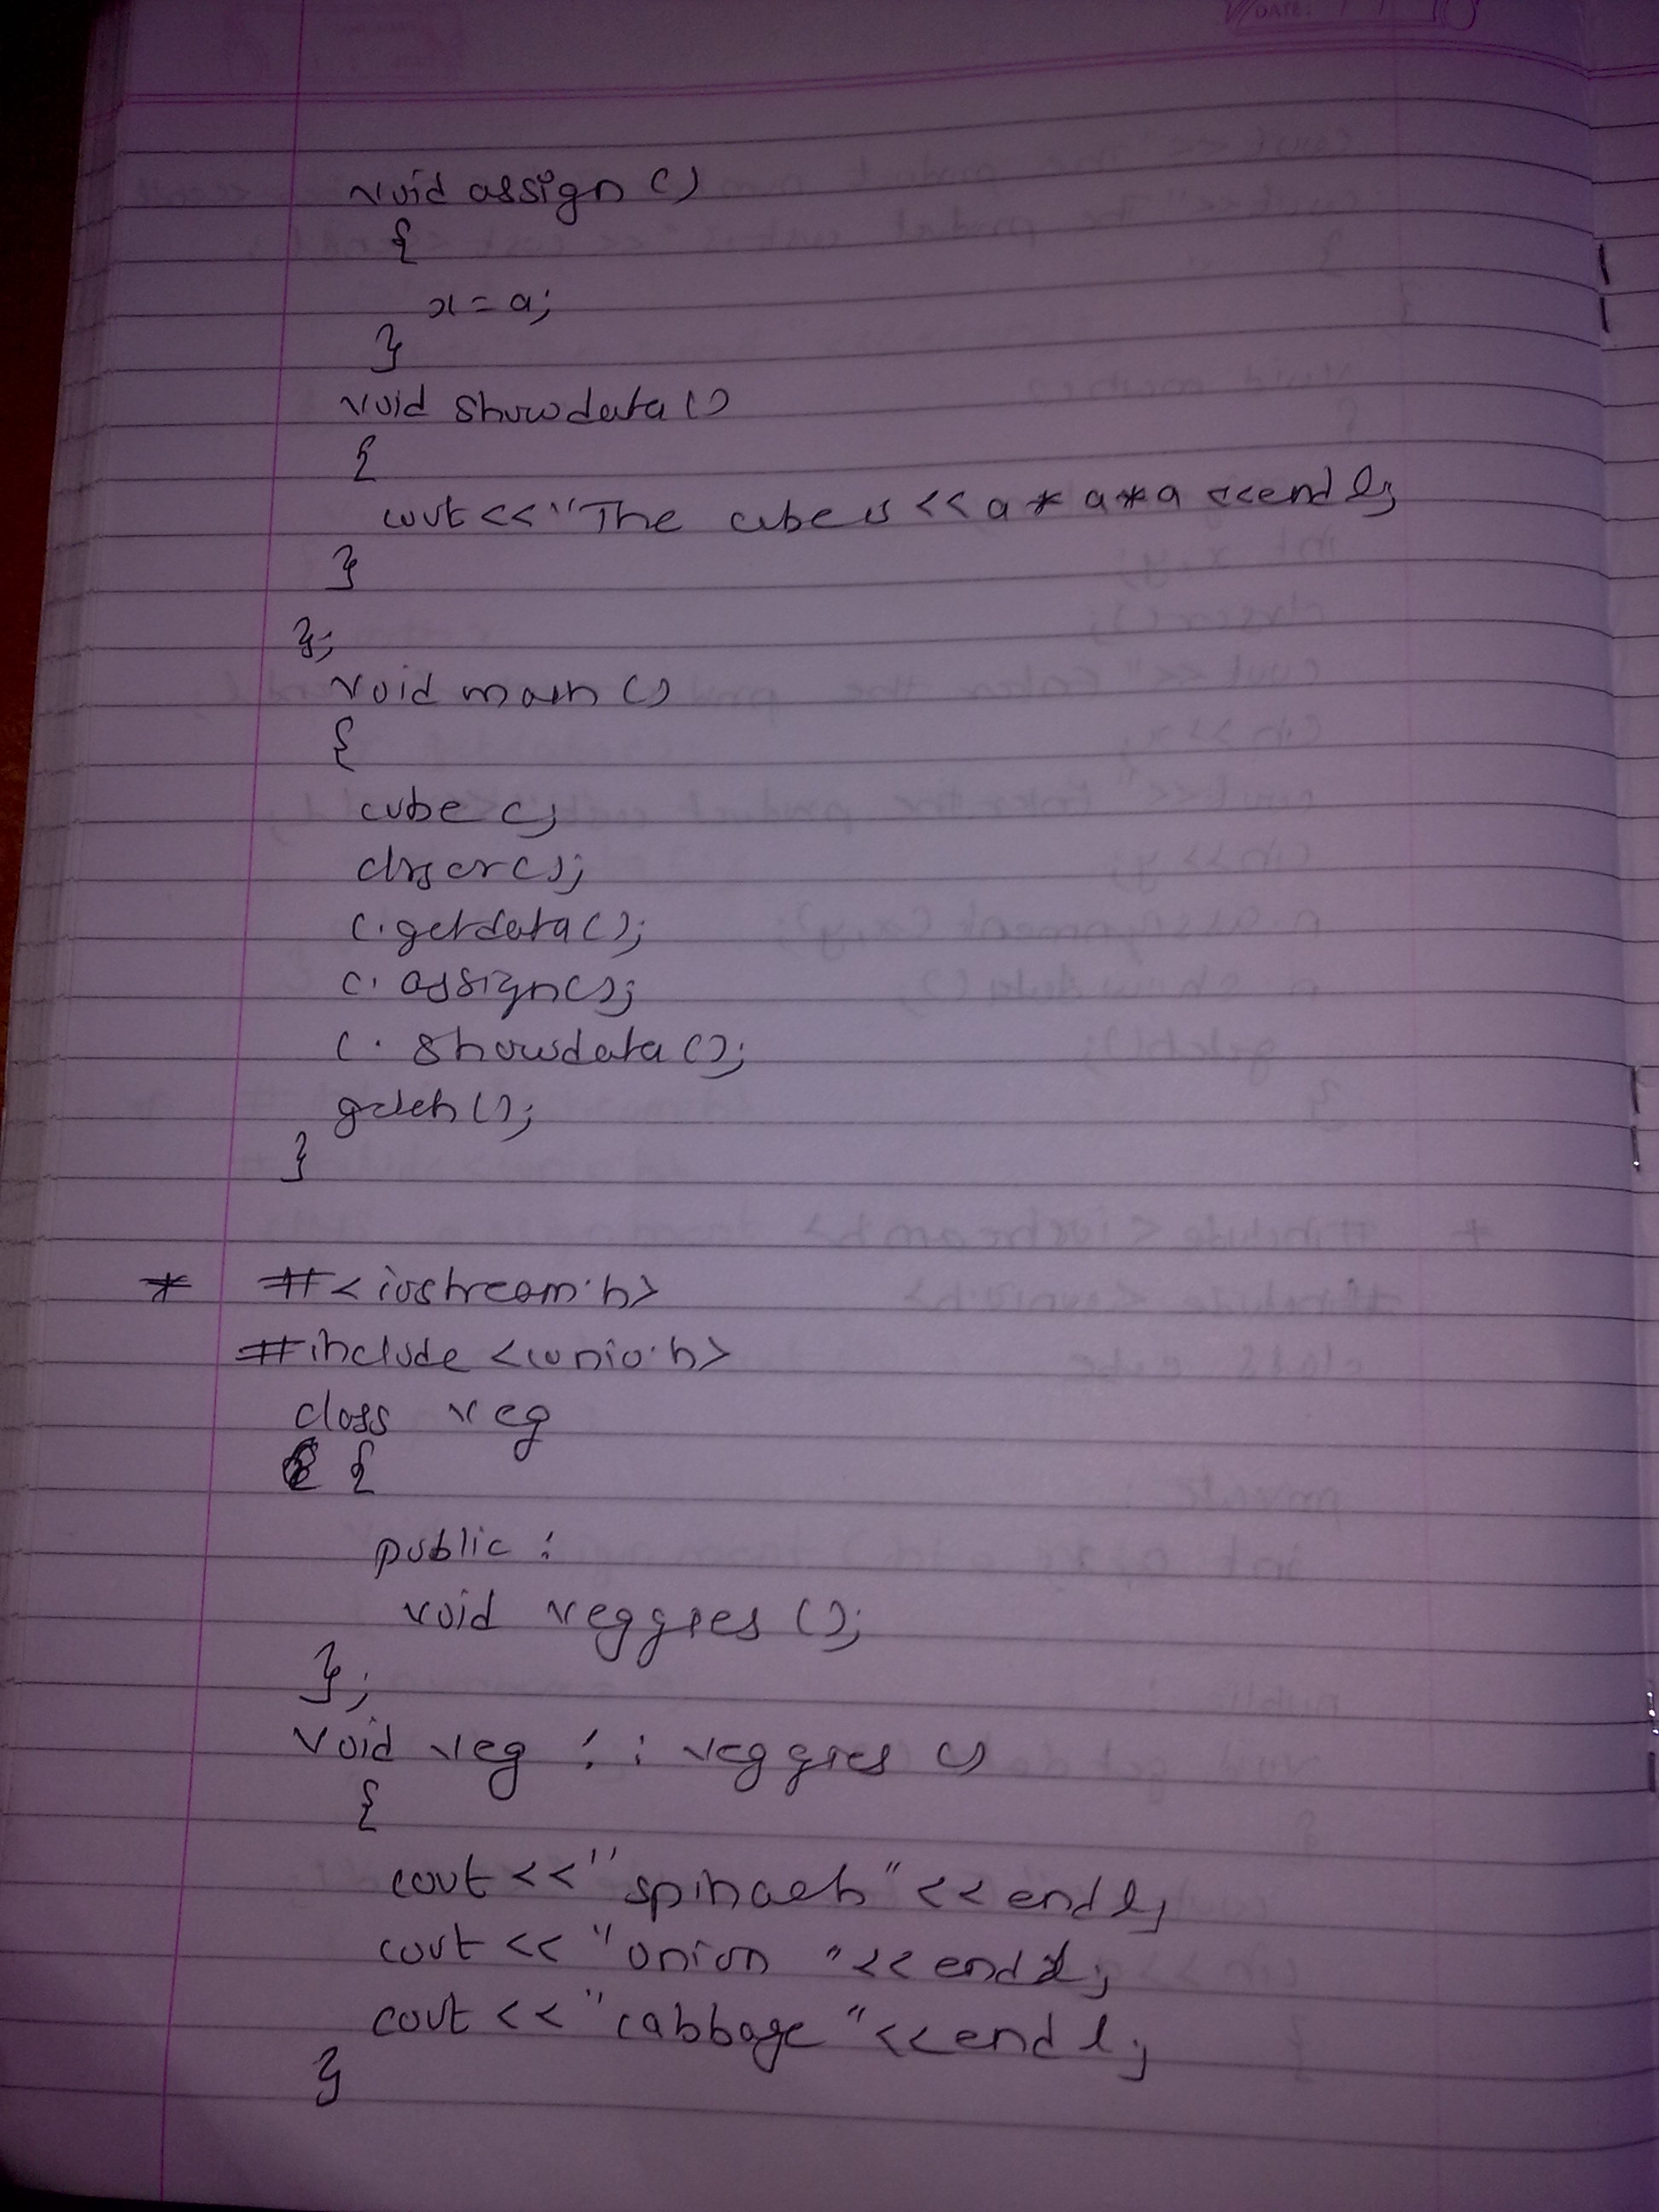 DATE:
void assign ()
{
x = a;
}
void showdata ()
{
cout << "The cube is << a * a * a << endl;
}
};
void main ()
{
cube c;
clrscr();
c.getdata();
c. assign();
c. showdata();
getch();
}
* #<iostream.h>
#include <conio.h>
class veg
{
public :
void veggies ();
};
void veg : : veggies ()
{
cout << "spinach" << endl;
cout << "onion " << endl;
cout << "cabbage " << endl;
}